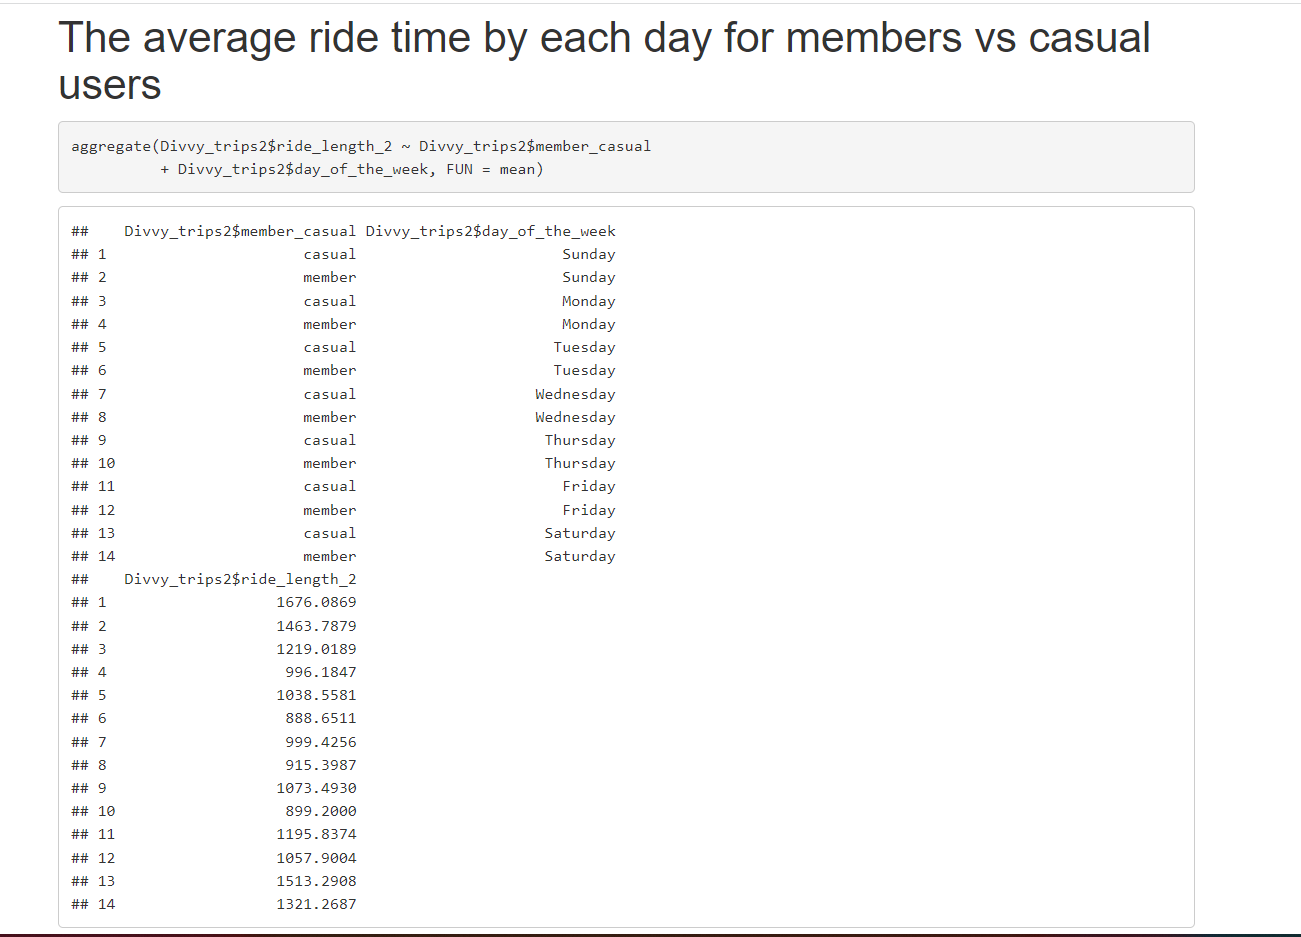 The average ride time by each day for members vs casual
users
aggregate(Divvy_trips2$ride_length_2 ~ Divvy_trips2$member_casual
          + Divvy_trips2$day_of_the_week, FUN = mean)
##    Divvy_trips2$member_casual Divvy_trips2$day_of_the_week
## 1                      casual                       Sunday
## 2                      member                       Sunday
## 3                      casual                       Monday
## 4                      member                       Monday
## 5                      casual                      Tuesday
## 6                      member                      Tuesday
## 7                      casual                    Wednesday
## 8                      member                    Wednesday
## 9                      casual                     Thursday
## 10                     member                     Thursday
## 11                     casual                       Friday
## 12                     member                       Friday
## 13                     casual                     Saturday
## 14                     member                     Saturday
##    Divvy_trips2$ride_length_2
## 1                   1676.0869
## 2                   1463.7879
## 3                   1219.0189
## 4                    996.1847
## 5                   1038.5581
## 6                    888.6511
## 7                    999.4256
## 8                    915.3987
## 9                   1073.4930
## 10                   899.2000
## 11                  1195.8374
## 12                  1057.9004
## 13                  1513.2908
## 14                  1321.2687